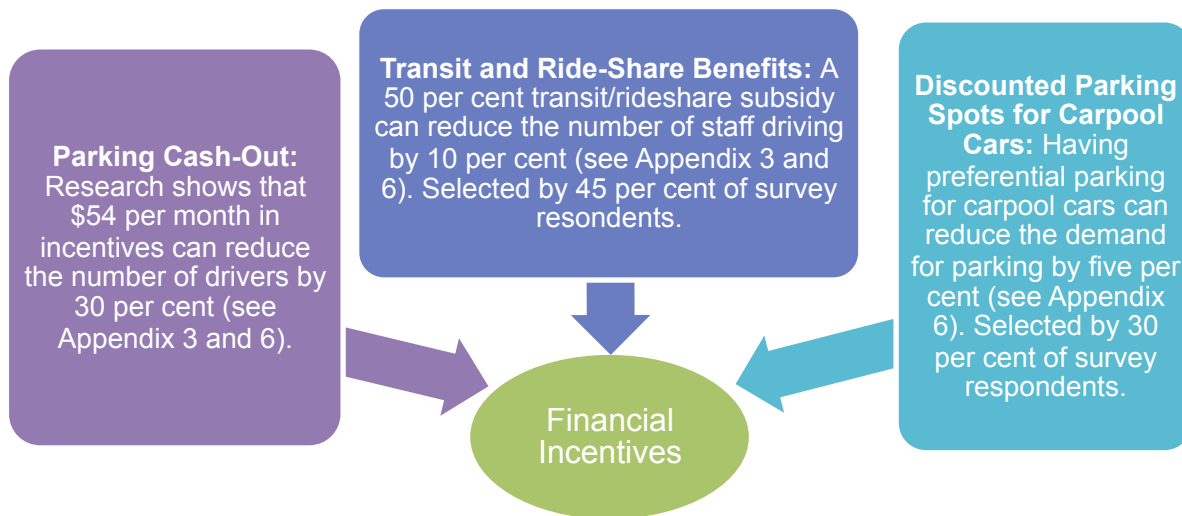 Parking Cash-Out:
Research shows that
$54 per month in
incentives can reduce
the number of drivers by
30 per cent (see
Appendix 3 and 6).
Transit and Ride-Share Benefits: A
50 per cent transit/rideshare subsidy
can reduce the number of staff driving
by 10 per cent (see Appendix 3 and
6). Selected by 45 per cent of survey
resondents.
Discounted Parking
Spots for Carpool
Cars: Having
preferential parking
for carpool cars can
reduce the demand
for parking by five per
cent (see Appendix
6). Selected by 30
per cent of survey
respondents.
Financial
Incentives